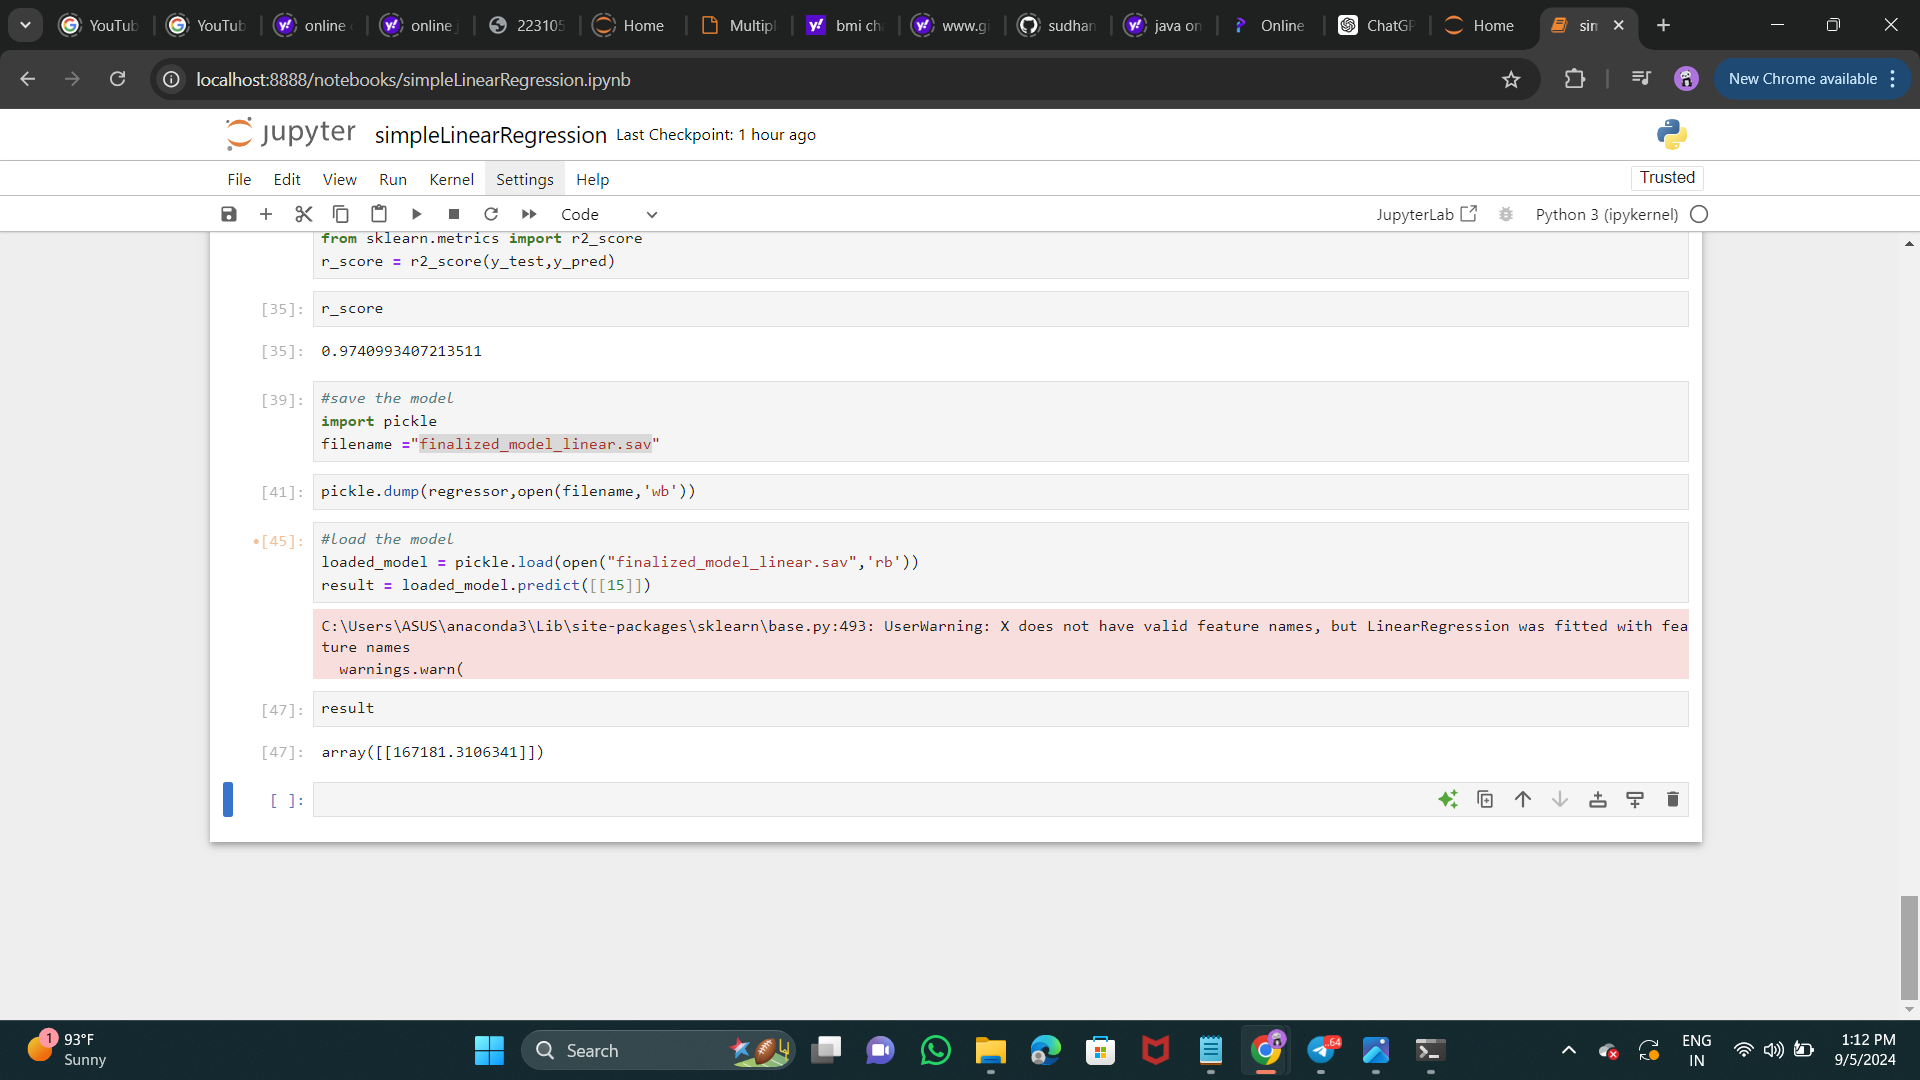 YouTub
YouTub
online
online
223105
Home
Multipl
bmi ch
www.gi
sudhan
java on
Online
ChatGP
Home
sim
localhost:8888/notebooks/simpleLinearRegression.ipynb
New Chrome available
jupyter simpleLinearRegression Last Checkpoint: 1 hour ago
File Edit View Run Kernel Settings Help
Trusted
Code
JupyterLab
Python 3 (ipykernel)
from sklearn.metrics import r2_score
r_score = r2_score(y_test,y_pred)
[35]: r_score
[35]: 0.9740993407213511
[39]: #save the model
import pickle
filename ="finalized_model_linear.sav"
[41]: pickle.dump(regressor,open(filename,'wb'))
•[45]: #load the model
loaded_model = pickle.load(open("finalized_model_linear.sav",'rb'))
result = loaded_model.predict([[15]])
C:\Users\ASUS\anaconda3\Lib\site-packages\sklearn\base.py:493: UserWarning: X does not have valid feature names, but LinearRegression was fitted with fea
ture names
warnings.warn(
[47]: result
[47]: array([[167181.3106341]])
[ ]:
1
93°F
Sunny
Search
64
ENG
IN
1:12 PM
9/5/2024